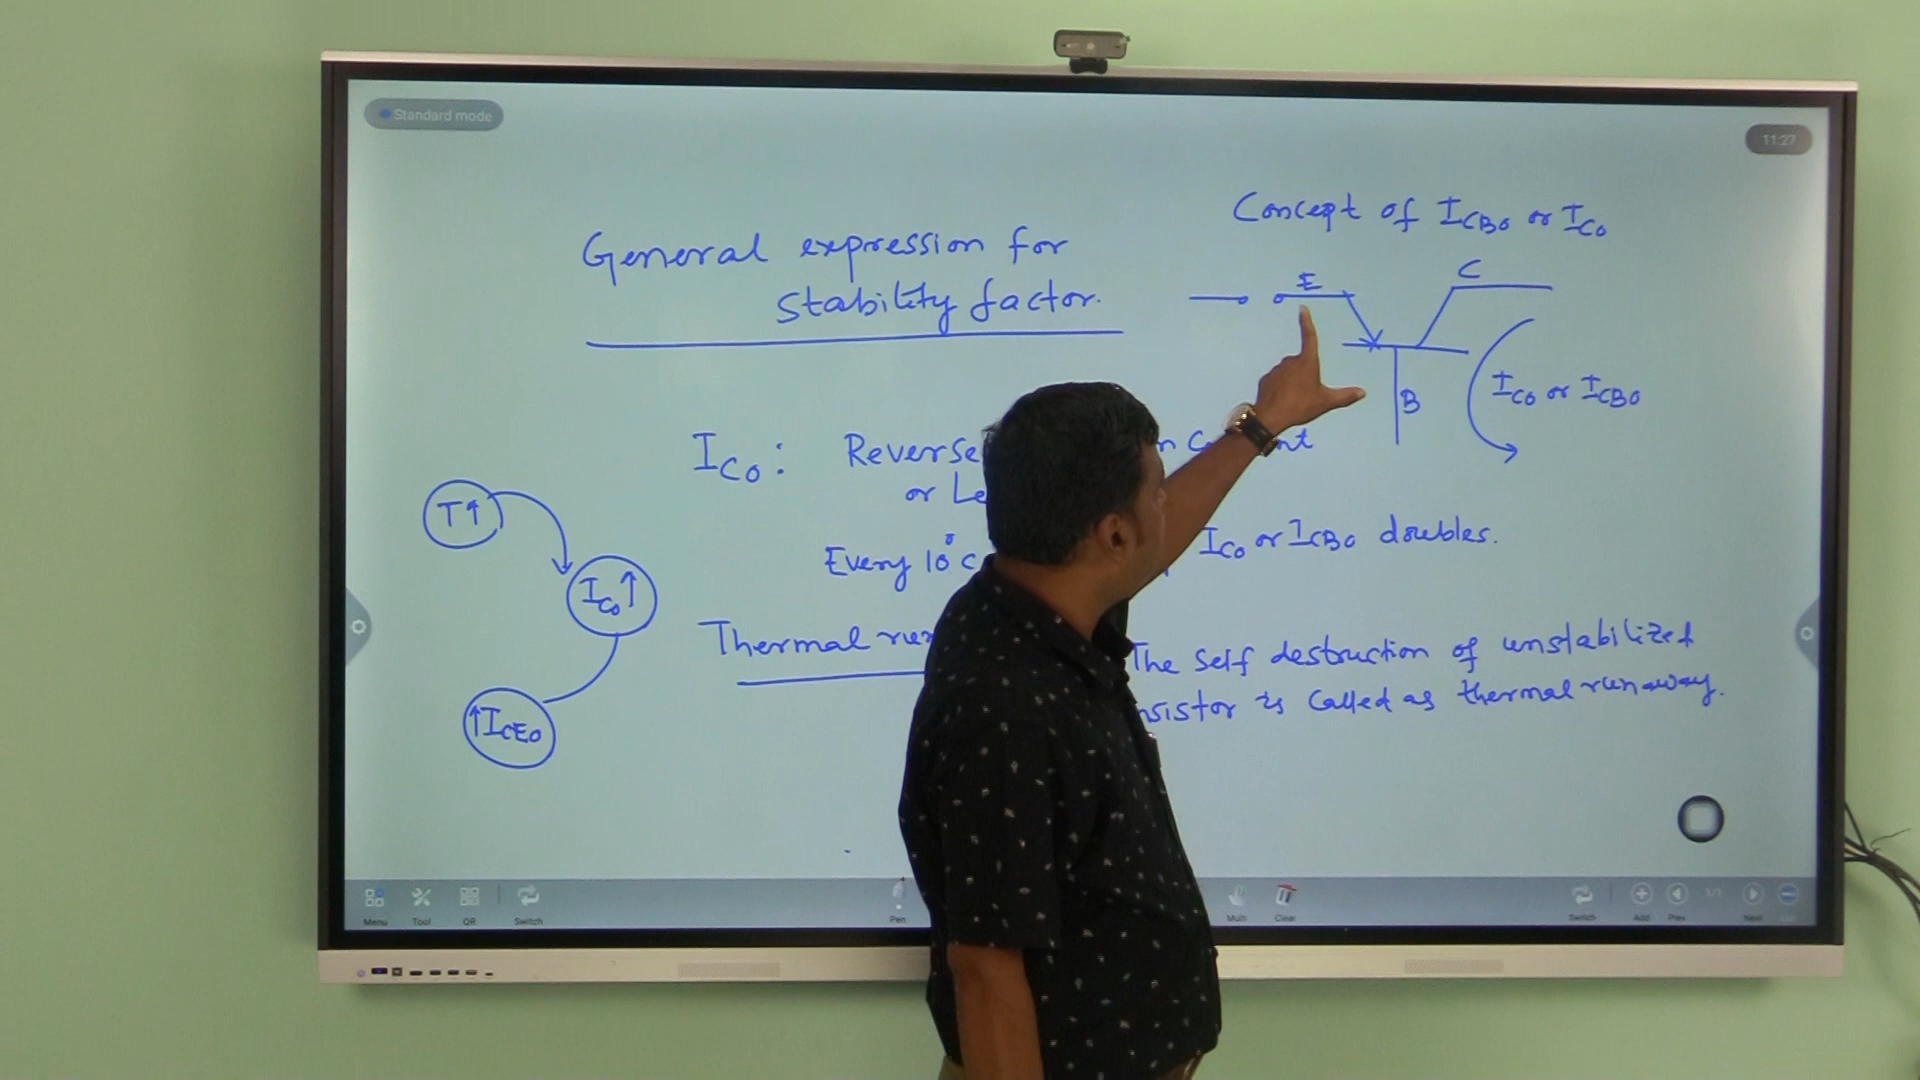 Standard mode
11:27
General expression for
Stability factor.
Concept of ICBO or ICO
E
C
B
ICO or ICBO
ICO: Reverse
or
T↑
Every 10°C
ICO or ICBO doubles.
ICO↑
Thermal
The self destruction of unstabilized
is called as thermal runaway.
↑ICEO
Menu
Tool
QR
Switch
Pen
Multi
Clear
Switch
Add
Prev
1/1
Next